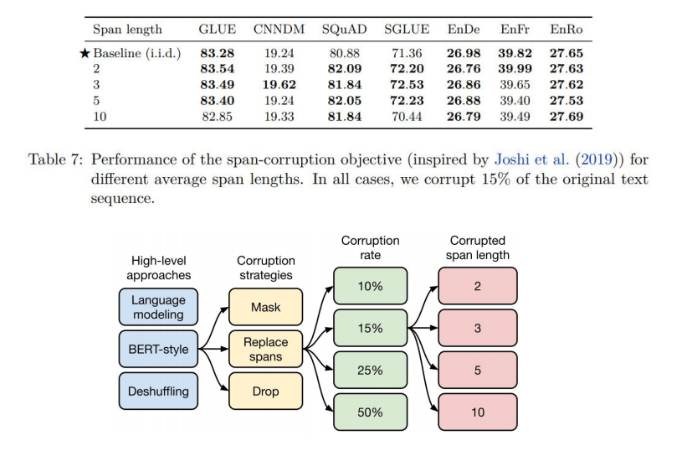 Span length GLUE CNNDM SQuAD SGLUE EnDe EnFr EnRo
★ Baseline (i.i.d.) 83.28 19.24 80.88 71.36 26.98 39.82 27.65
2 83.54 19.39 82.09 72.20 26.76 39.99 27.63
3 83.49 19.62 81.84 72.53 26.86 39.65 27.62
5 83.40 19.24 82.05 72.23 26.88 39.40 27.53
10 82.85 19.33 81.84 70.44 26.79 39.49 27.69
Table 7: Performance of the span-corruption objective (inspired by Joshi et al. (2019)) for
different average span lengths. In all cases, we corrupt 15% of the original text
sequence.
High-level
approaches
Language
modeling
BERT-style
Deshuffling
Corruption
strategies
Mask
Replace
spans
Drop
Corruption
rate
10%
15%
25%
50%
Corrupted
span length
2
3
5
10